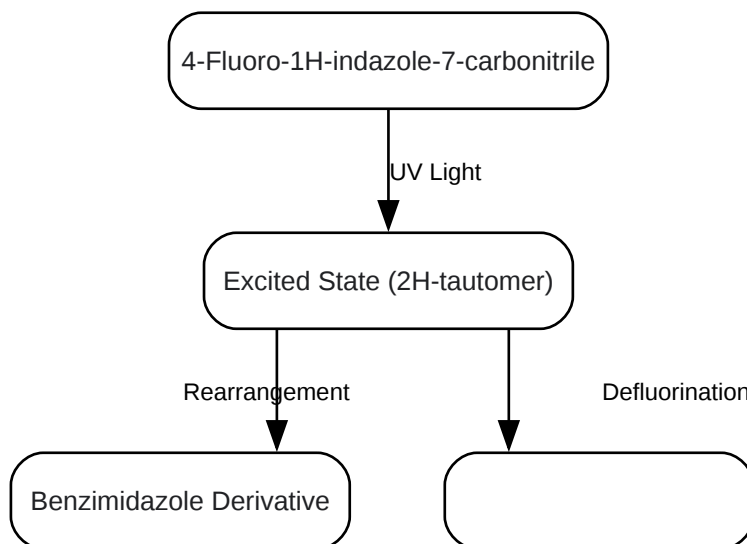 4-Fluoro-1H-indazole-7-carbonitrile
UV Light
Excited State (2H-tautomer)
Rearrangement
Defluorination
Benzimidazole Derivative